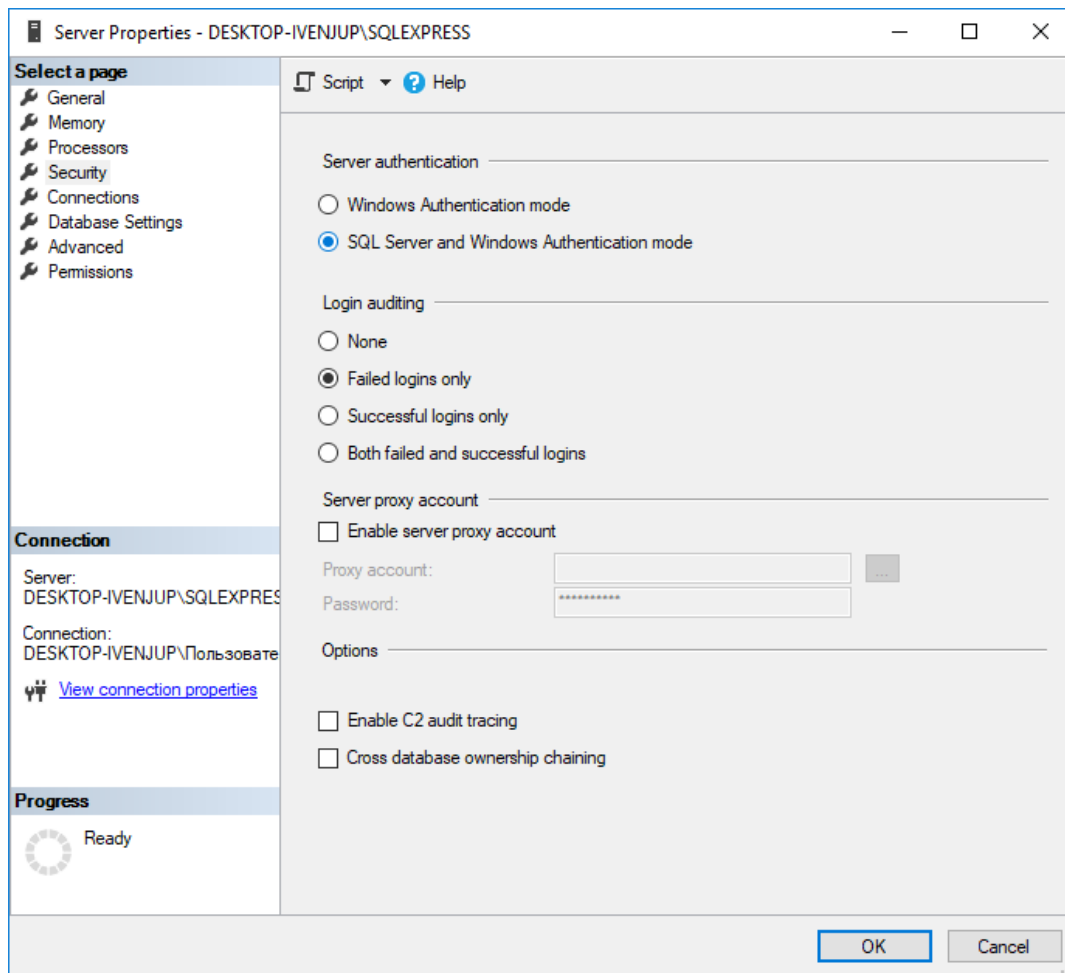 Server Properties - DESKTOP-IVENJUP\SQLEXPRESS
Select a page
General
Memory
Processors
Security
Connections
Database Settings
Advanced
Permissions
Script
Help
Server authentication
Windows Authentication mode
SQL Server and Windows Authentication mode
Login auditing
None
Failed logins only
Successful logins only
Both failed and successful logins
Server proxy account
Enable server proxy account
Proxy account:
...
Password:
**********
Options
Enable C2 audit tracing
Cross database ownership chaining
Connection
Server:
DESKTOP-IVENJUP\SQLEXPRES
Connection:
DESKTOP-IVENJUP\Пользовате
View connection properties
Progress
Ready
OK
Cancel